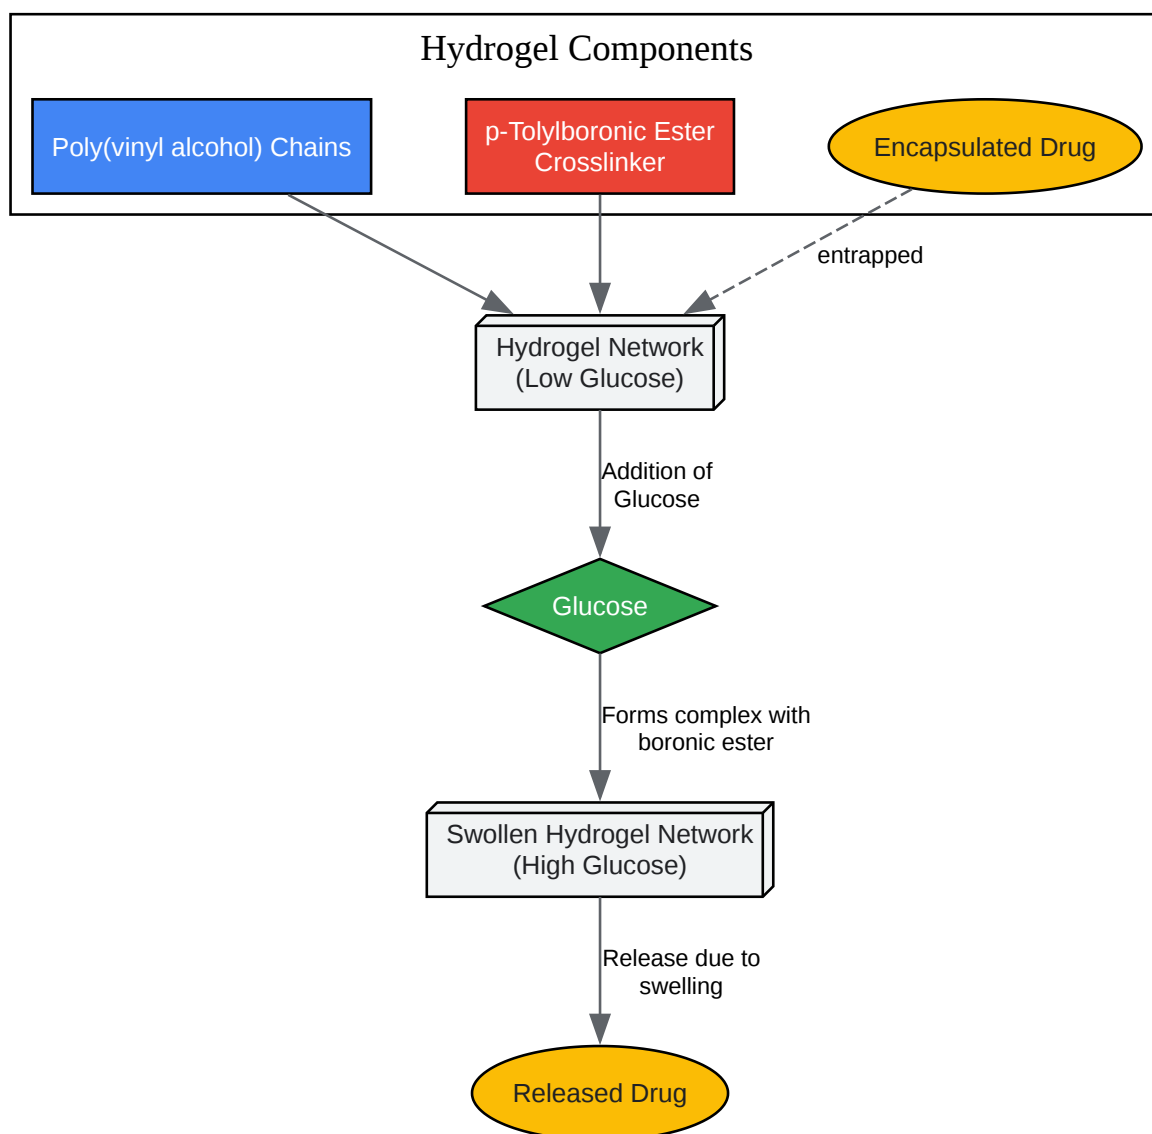 Hydrogel Components
Poly(vinyl alcohol) Chains
p-Tolylboronic Ester
Crosslinker
Encapsulated Drug
entrapped
Hydrogel Network
(Low Glucose)
Addition of
Glucose
Glucose
Forms complex with
boronic ester
Swollen Hydrogel Network
(High Glucose)
Release due to
swelling
Released Drug